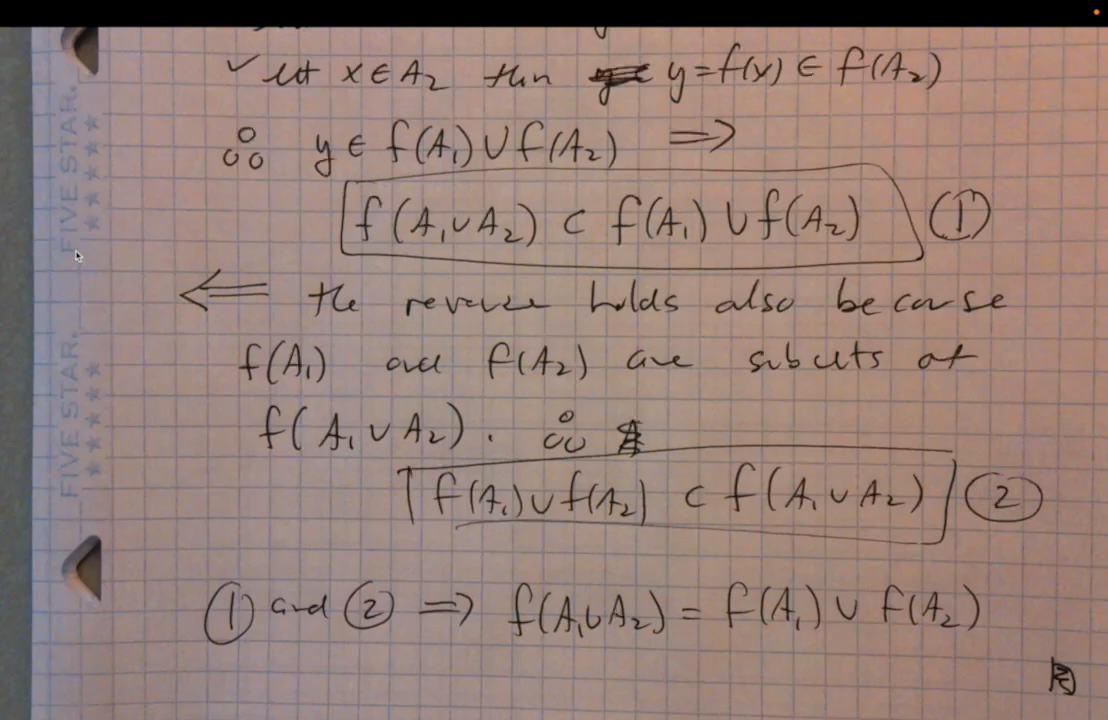 ✓ let x ∈ A₂ then y = f(x) ∈ f(A₂)
∴ y ∈ f(A₁) ∪ f(A₂) ⟹
f(A₁ ∪ A₂) ⊂ f(A₁) ∪ f(A₂) ①
⟸ the reverse holds also because
f(A₁) and f(A₂) are subsets of
f(A₁ ∪ A₂). ∴
f(A₁) ∪ f(A₂) ⊂ f(A₁ ∪ A₂) ②
① and ② ⟹ f(A₁ ∪ A₂) = f(A₁) ∪ f(A₂)
FIVE STAR. ★★★★★
FIVE STAR. ★★★★★